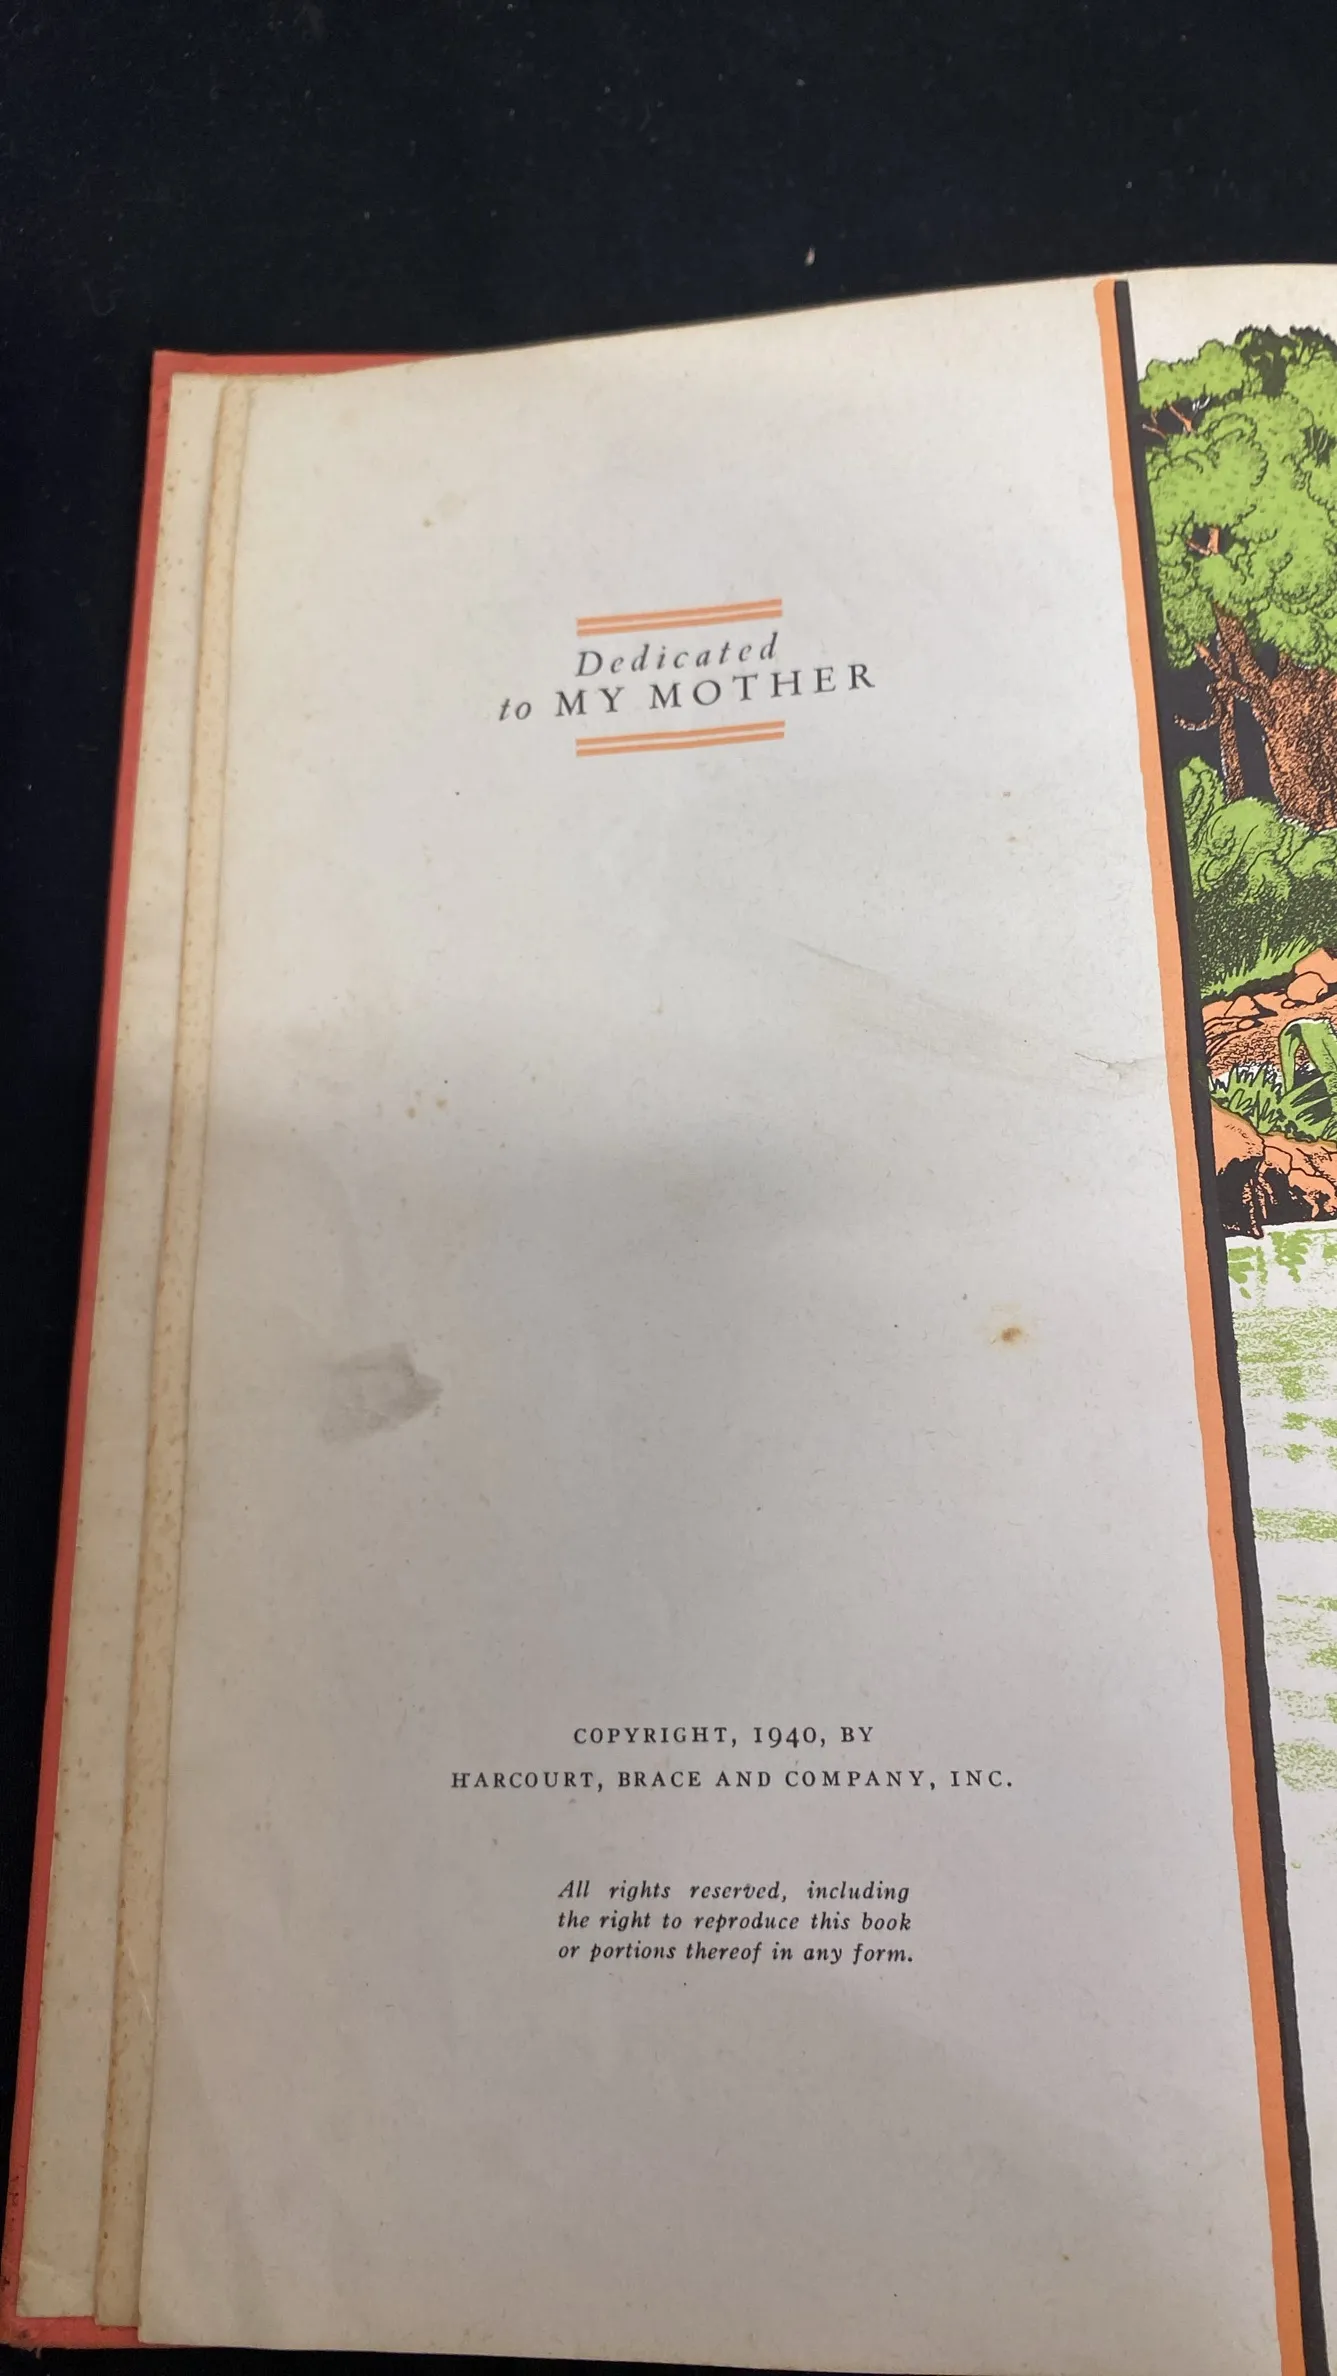 Dedicated
to MY MOTHER
COPYRIGHT, 1940, BY
HARCOURT, BRACE AND COMPANY, INC.
All rights reserved, including
the right to reproduce this book
or portions thereof in any form.